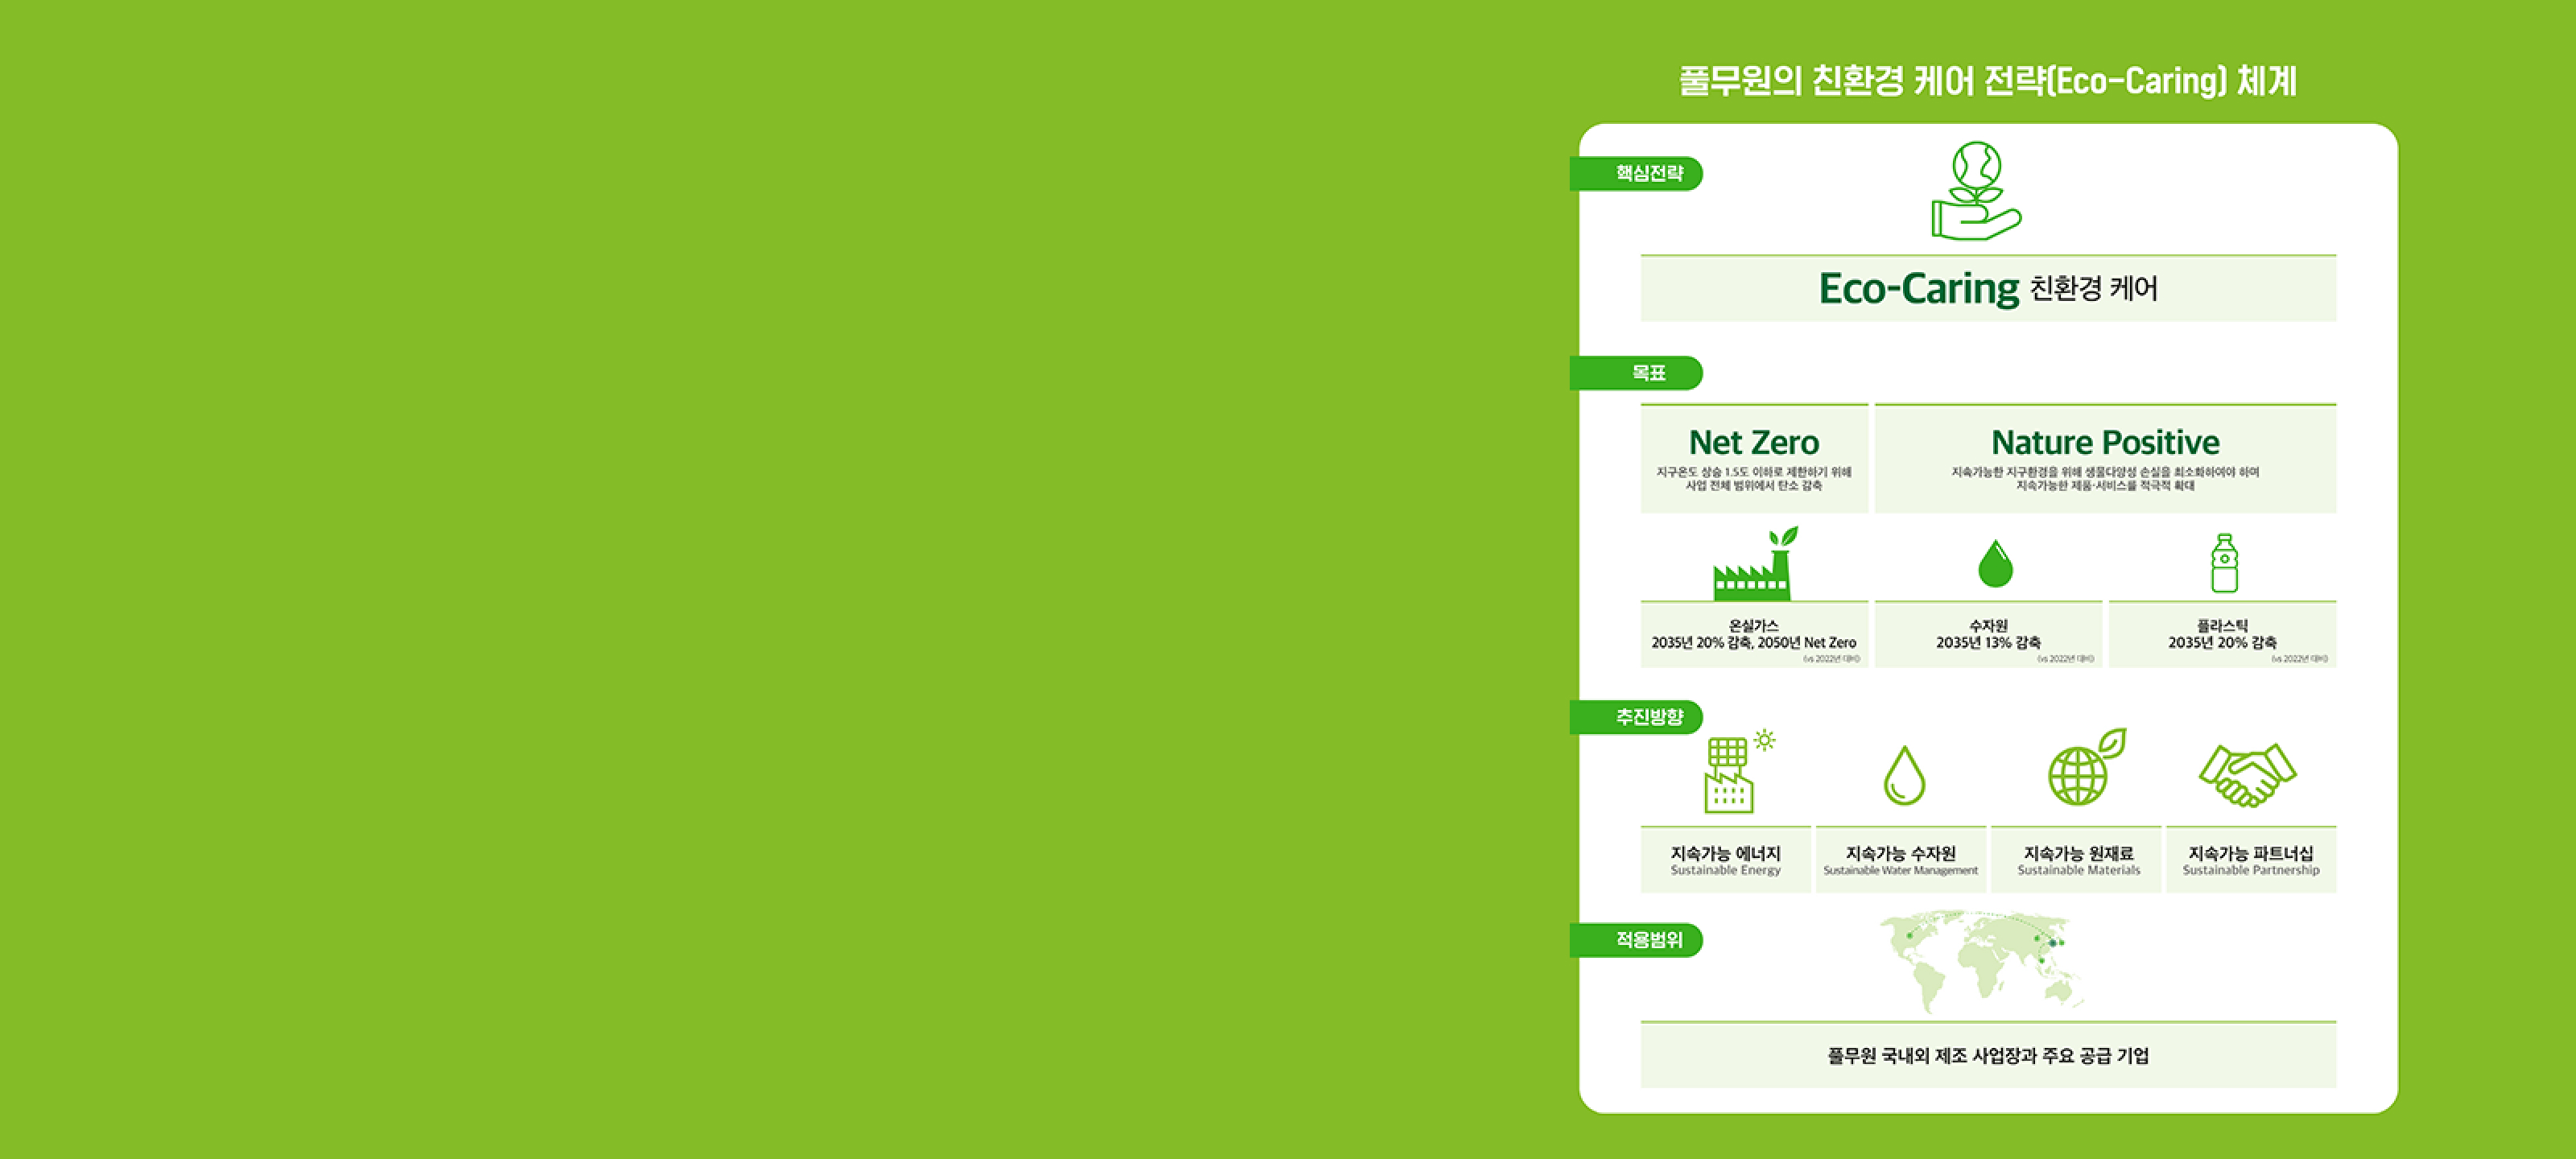 풀무원의 친환경 케어 전략(Eco-Caring) 체계
핵심전략
Eco-Caring 친환경 케어
목표
Net Zero
지구온도 상승 1.5도 이하로 제한하기 위해
사업 전체 범위에서 탄소 감축
Nature Positive
지속가능한 지구환경을 위해 생물다양성 손실을 최소화하여야 하며
지속가능한 제품·서비스를 적극적 확대
온실가스
2035년 20% 감축, 2050년 Net Zero
(vs 2022년 대비)
수자원
2035년 13% 감축
(vs 2022년 대비)
플라스틱
2035년 20% 감축
(vs 2022년 대비)
추진방향
지속가능 에너지
Sustainable Energy
지속가능 수자원
Sustainable Water Management
지속가능 원재료
Sustainable Materials
지속가능 파트너십
Sustainable Partnership
적용범위
풀무원 국내외 제조 사업장과 주요 공급 기업